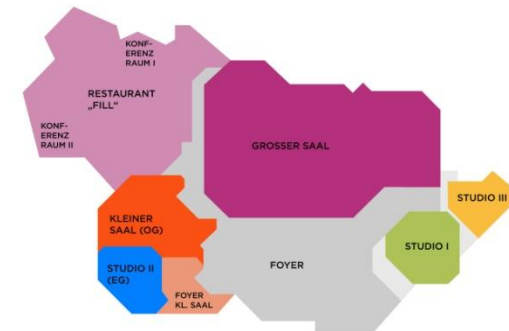 KONF-
ERENZ
RAUM I
RESTAURANT
„FILL“
KONF-
ERENZ
RAUM II
GROSSER SAAL
STUDIO III
KLEINER
SAAL (OG)
STUDIO I
STUDIO II
(EG)
FOYER
FOYER
KL. SAAL